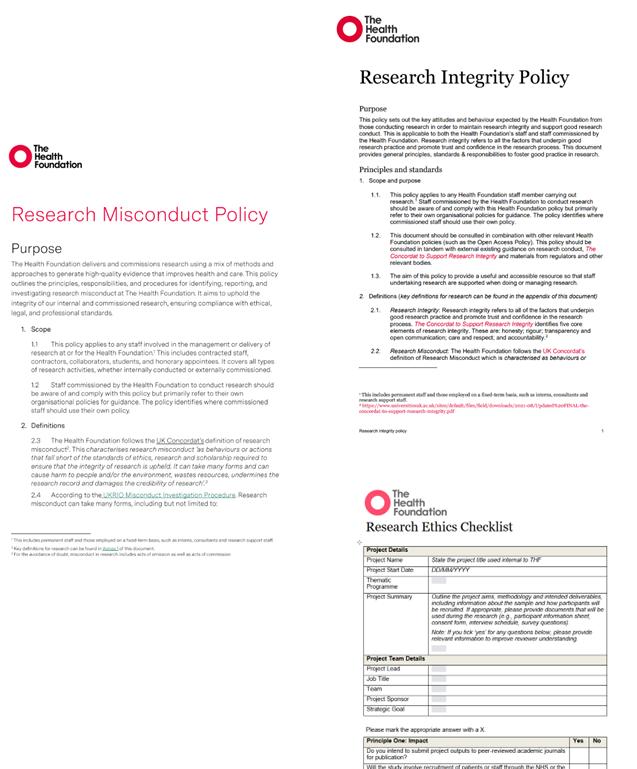 The
Health
Foundation
Research Misconduct Policy
Purpose
The Health Foundation delivers and commissions research using a mix of methods and
approaches to generate high-quality evidence that improves health and care. This policy
outlines the principles, responsibilities, and procedures for identifying, reporting, and
investigating research misconduct at The Health Foundation. It aims to uphold the
integrity of our internal and commissioned research, ensuring compliance with ethical,
legal, and professional standards.
1. Scope
1.1 This policy applies to any staff involved in the management or delivery of
research at or for the Health Foundation.¹ This includes contracted staff,
contractors, collaborators, students, and honorary appointees. It covers all types
of research activities, whether internally conducted or externally commissioned.
1.2 Staff commissioned by the Health Foundation to conduct research should
be aware of and comply with this policy but primarily refer to their own
organisational policies for guidance. The policy identifies where commissioned
staff should use their own policy.
2. Definitions
2.3 The Health Foundation follows the UK Concordat's definition of research
misconduct². This characterises research misconduct 'as behaviours or actions
that fall short of the standards of ethics, research and scholarship required to
ensure that the integrity of research is upheld. It can take many forms and can
cause harm to people and/or the environment, wastes resources, undermines the
research record and damages the credibility of research'.³
2.4 According to the UKRIO Misconduct Investigation Procedure. Research
misconduct can take many forms, including but not limited to:
¹ This includes permanent staff and those employed on a fixed-term basis, such as interns, consultants and research support staff.
² Key definitions for research can be found in Annex 1 of this document.
³ For the avoidance of doubt, misconduct in research includes acts of omission as well as acts of commission
The
Health
Foundation
Research Integrity Policy
Purpose
This policy sets out the key attitudes and behaviour expected by the Health Foundation from
those conducting research in order to maintain research integrity and support good research
conduct. This is applicable to both the Health Foundation's staff and staff commissioned by
the Health Foundation. Research integrity refers to all the factors that underpin good
research practice and promote trust and confidence in the research process. This document
provides general principles, standards & responsibilities to foster good practice in research.
Principles and standards
1. Scope and purpose
1.1. This policy applies to any Health Foundation staff member carrying out
research.¹ Staff commissioned by the Health Foundation to conduct research
should be aware of and comply with this Health Foundation policy but primarily
refer to their own organisational policies for guidance. The policy identifies where
commissioned staff should use their own policy.
1.2. This document should be consulted in combination with other relevant Health
Foundation policies (such as the Open Access Policy). This policy should be
consulted in tandem with external existing guidance on research conduct, The
Concordat to Support Research Integrity and materials from regulators and other
relevant bodies.
1.3. The aim of this policy to provide a useful and accessible resource so that staff
undertaking research are supported when doing or managing research.
2. Definitions (key definitions for research can be found in the appendix of this document)
2.1. Research Integrity: Research integrity refers to all of the factors that underpin
good research practice and promote trust and confidence in the research
process. The Concordat to Support Research Integrity identifies five core
elements of research integrity. These are: honesty; rigour; transparency and
open communication; care and respect; and accountability.²
2.2. Research Misconduct: The Health Foundation follows the UK Concordat's
definition of Research Misconduct which is characterised as behaviours or
¹ This includes permanent staff and those employed on a fixed-term basis, such as interns, consultants and
research support staff.
Research Integrity policy 1
The
Health
Foundation
Research Ethics Checklist
Project Details
Project Name State the project title used internal to THF
Project Start Date DD/MM/YYYY
Thematic
Programme
Project Summary Outline the project aims, methodology and intended deliverables,
including information about the sample and how participants will
be recruited. If appropriate, please provide documents that will be
used during the research (e.g., participant information sheet,
consent form, interview schedule, survey questions).
Note: If you tick 'yes' for any questions below, please provide
relevant information to improve reviewer understanding.
Project Team Details
Project Lead
Job Title
Team
Project Sponsor
Strategic Goal
Please mark the appropriate answer with a X.
Principle One: Impact Yes No
Do you intend to submit project outputs to peer-reviewed academic journals
for publication?
Will the study involve recruitment of patients or staff through the NHS or the